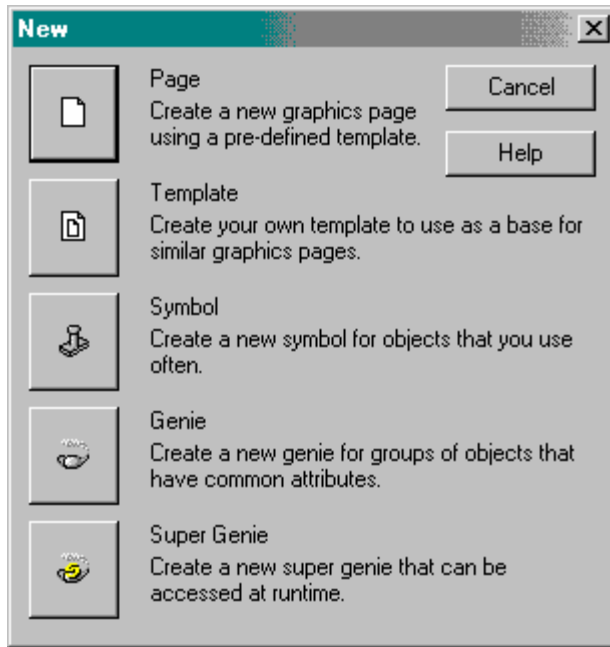 New
Page
Create a new graphics page
using a pre-defined template.
Cancel
Help
Template
Create your own template to use as a base for
similar graphics pages.
Symbol
Create a new symbol for objects that you use
often.
Genie
Create a new genie for groups of objects that
have common attributes.
Super Genie
Create a new super genie that can be
accessed at runtime.